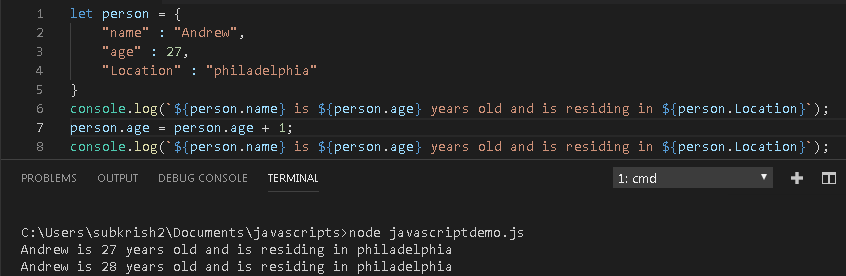 1 let person = {
2     "name" : "Andrew",
3     "age" : 27,
4     "Location" : "philadelphia"
5 }
6 console.log(`${person.name} is ${person.age} years old and is residing in ${person.Location}`);
7 person.age = person.age + 1;
8 console.log(`${person.name} is ${person.age} years old and is residing in ${person.Location}`);
PROBLEMS OUTPUT DEBUG CONSOLE TERMINAL 1: cmd
C:\Users\subkrish2\Documents\javascripts>node javascriptdemo.js
Andrew is 27 years old and is residing in philadelphia
Andrew is 28 years old and is residing in philadelphia